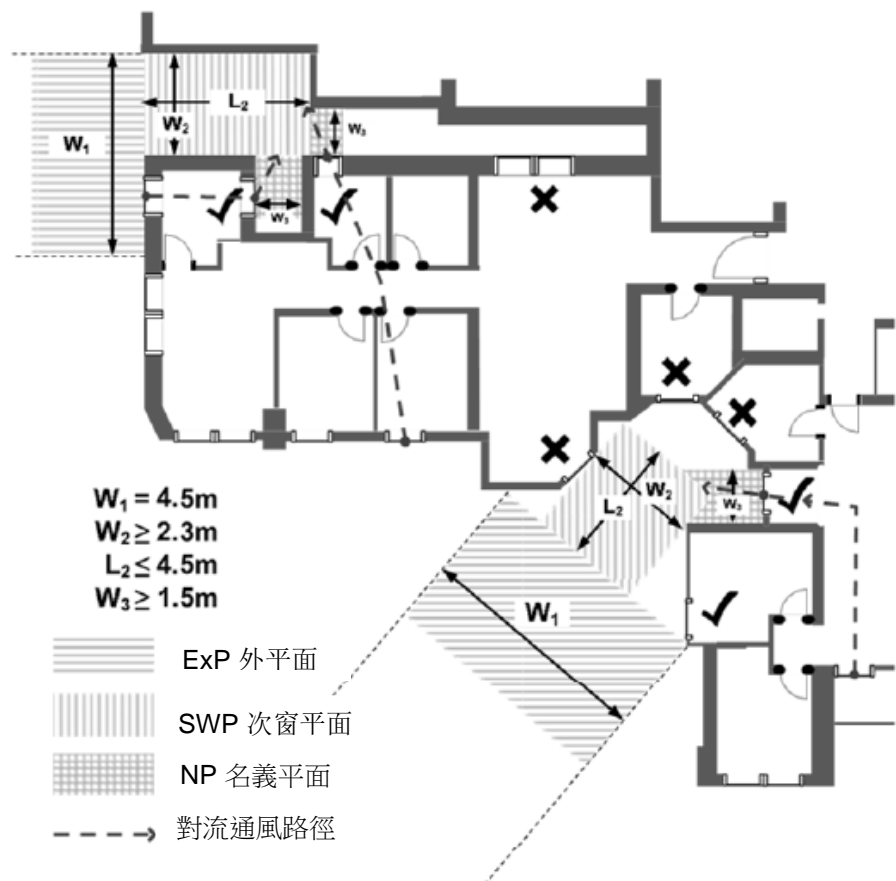 W₁
W₂
L₂
W₃
W₃
W₂
L₂
W₃
W₁
W₁ = 4.5m
W₂ ≥ 2.3m
L₂ ≤ 4.5m
W₃ ≥ 1.5m
ExP 外平面
SWP 次窗平面
NP 名義平面
對流通風路徑